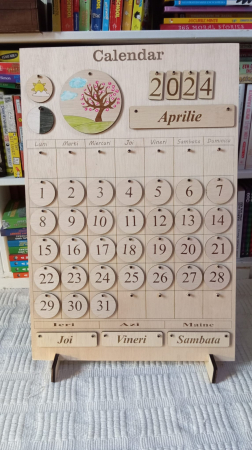 Calendar
2024
Aprilie
Luni Marti Miercuri Joi Vineri Sambata Duminica
1 2 3 4 5 6 7
8 9 10 11 12 13 14
15 16 17 18 19 20 21
22 23 24 25 26 27 28
29 30 31
Ieri Azi Maine
Joi Vineri Sambata